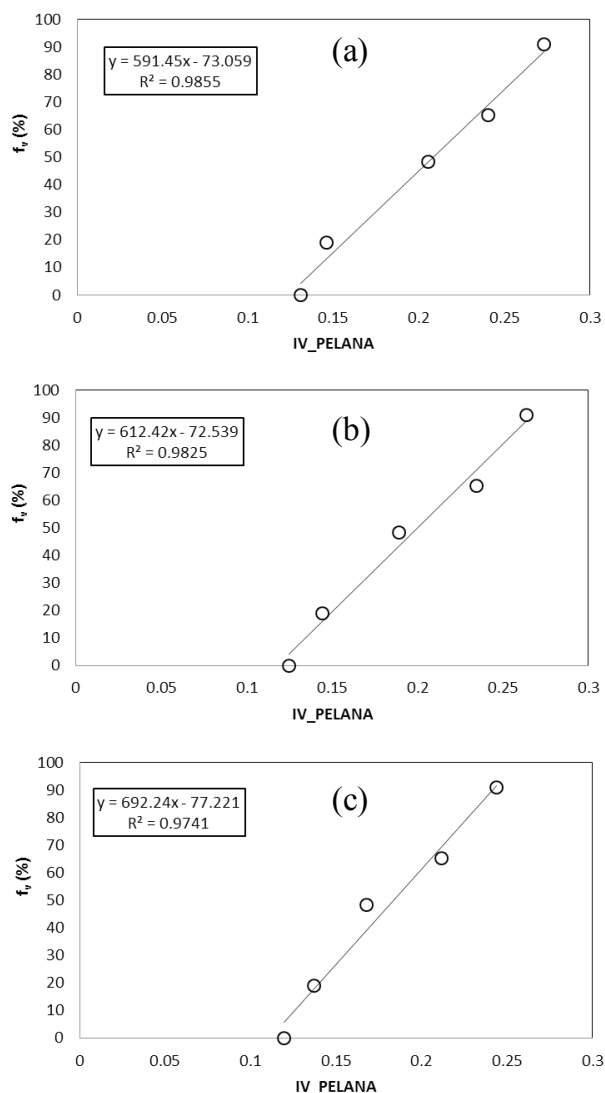 (a)
y = 591.45x - 73.059
R² = 0.9855
f_v (%)
100
90
80
70
60
50
40
30
20
10
0
0 0.05 0.1 0.15 0.2 0.25 0.3
IV_PELANA
(b)
y = 612.42x - 72.539
R² = 0.9825
f_v (%)
100
90
80
70
60
50
40
30
20
10
0
0 0.05 0.1 0.15 0.2 0.25 0.3
IV_PELANA
(c)
y = 692.24x - 77.221
R² = 0.9741
f_v (%)
100
90
80
70
60
50
40
30
20
10
0
0 0.05 0.1 0.15 0.2 0.25 0.3
IV_PELANA